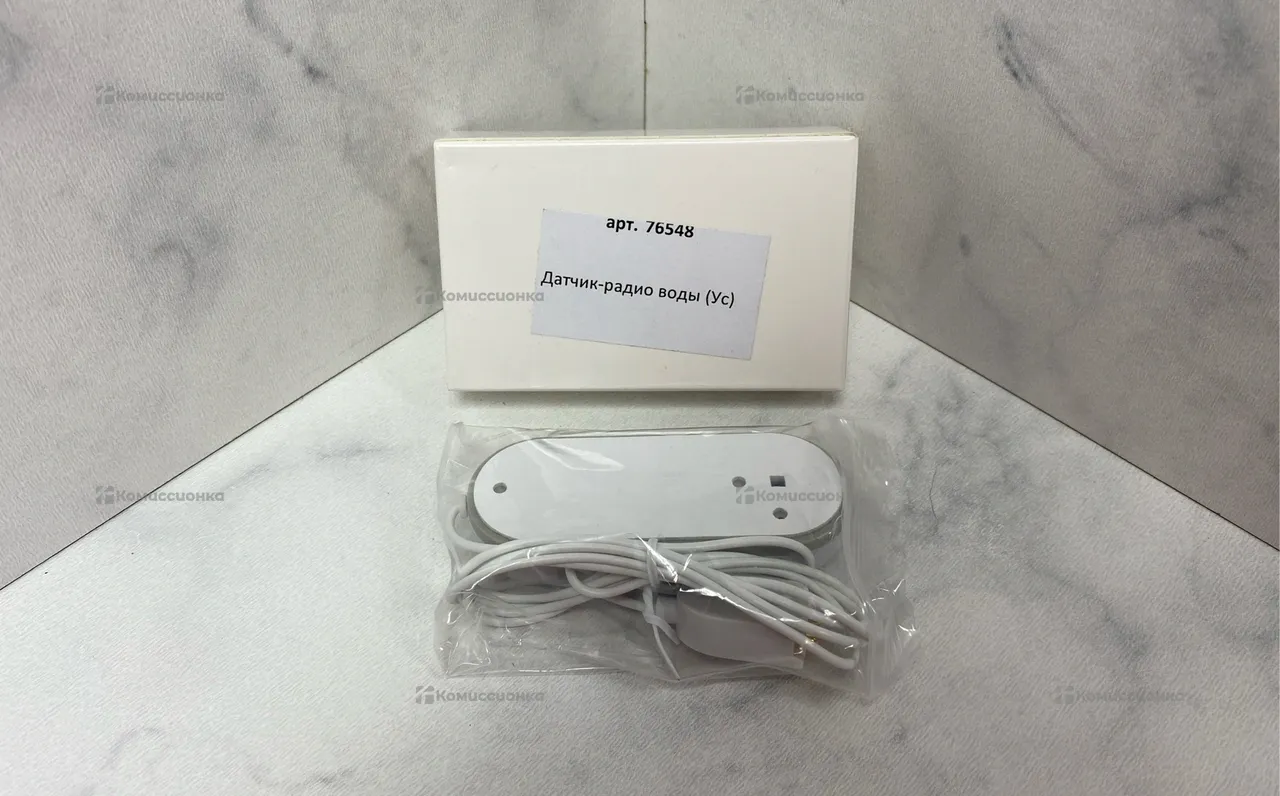 Комиссионка
Комиссионка
арт. 76548
Датчик-радио воды (Ус)
Комиссионка
Комиссионка
Комиссионка
Комиссионка
Комиссионка